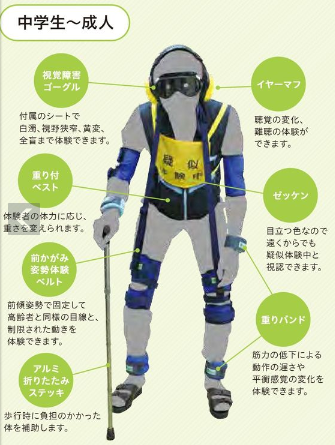 中学生～成人
視覚障害
ゴーグル
付属のシートで
白濁、視野狭窄、黄変、
全盲まで体験できます。
イヤーマフ
聴覚の変化、
難聴の体験が
できます。
重り付
ベスト
体験者の体力に応じ、
重さを変えられます。
疑似
体験中
ゼッケン
目立つ色なので
遠くからでも
疑似体験中と
視認できます。
前かがみ
姿勢体験
ベルト
前傾姿勢で固定して
高齢者と同様の目線と、
制限された動きを
体験できます。
重りバンド
筋力の低下による
動作の遅さや
平衡感覚の変化を
体験できます。
アルミ
折りたたみ
ステッキ
歩行時に負担のかかった
体を補助します。